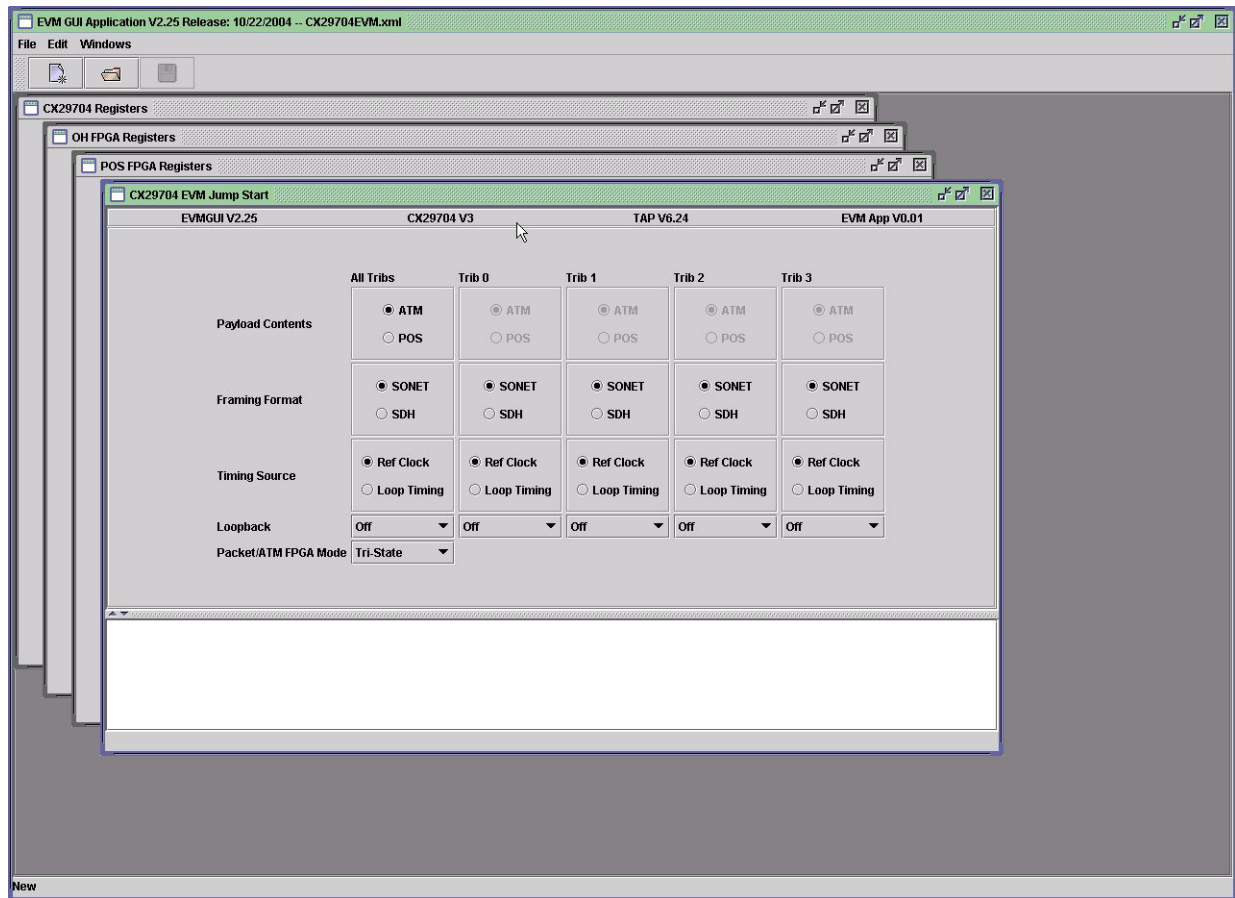 EVM GUI Application V2.25 Release: 10/22/2004 -- CX29704EVM.xml
File Edit Windows
CX29704 Registers
OH FPGA Registers
POS FPGA Registers
CX29704 EVM Jump Start
EVMGUI V2.25 CX29704 V3 TAP V6.24 EVM App V0.01
All Tribs Trib 0 Trib 1 Trib 2 Trib 3
ATM ATM ATM ATM ATM
Payload Contents
POS POS POS POS POS
SONET SONET SONET SONET SONET
Framing Format
SDH SDH SDH SDH SDH
Ref Clock Ref Clock Ref Clock Ref Clock Ref Clock
Timing Source
Loop Timing Loop Timing Loop Timing Loop Timing Loop Timing
Loopback Off Off Off Off Off
Packet/ATM FPGA Mode Tri-State
New